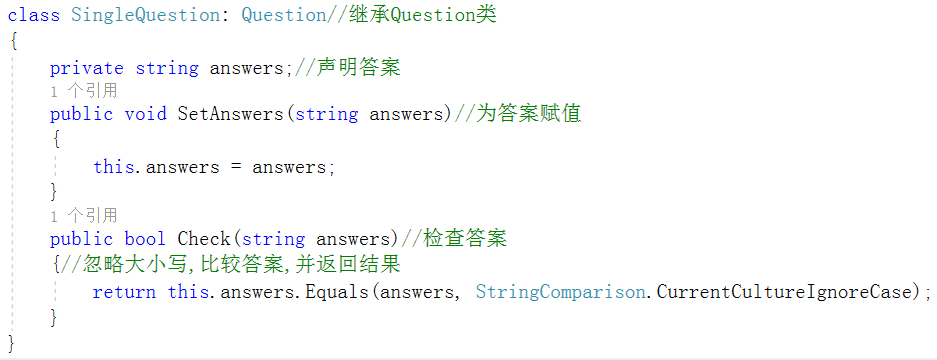 class SingleQuestion: Question//继承Question类
{
private string answers;//声明答案
1 个引用
public void SetAnswers(string answers)//为答案赋值
{
this.answers = answers;
}
1 个引用
public bool Check(string answers)//检查答案
{//忽略大小写,比较答案,并返回结果
return this.answers.Equals(answers, StringComparison.CurrentCultureIgnoreCase);
}
}